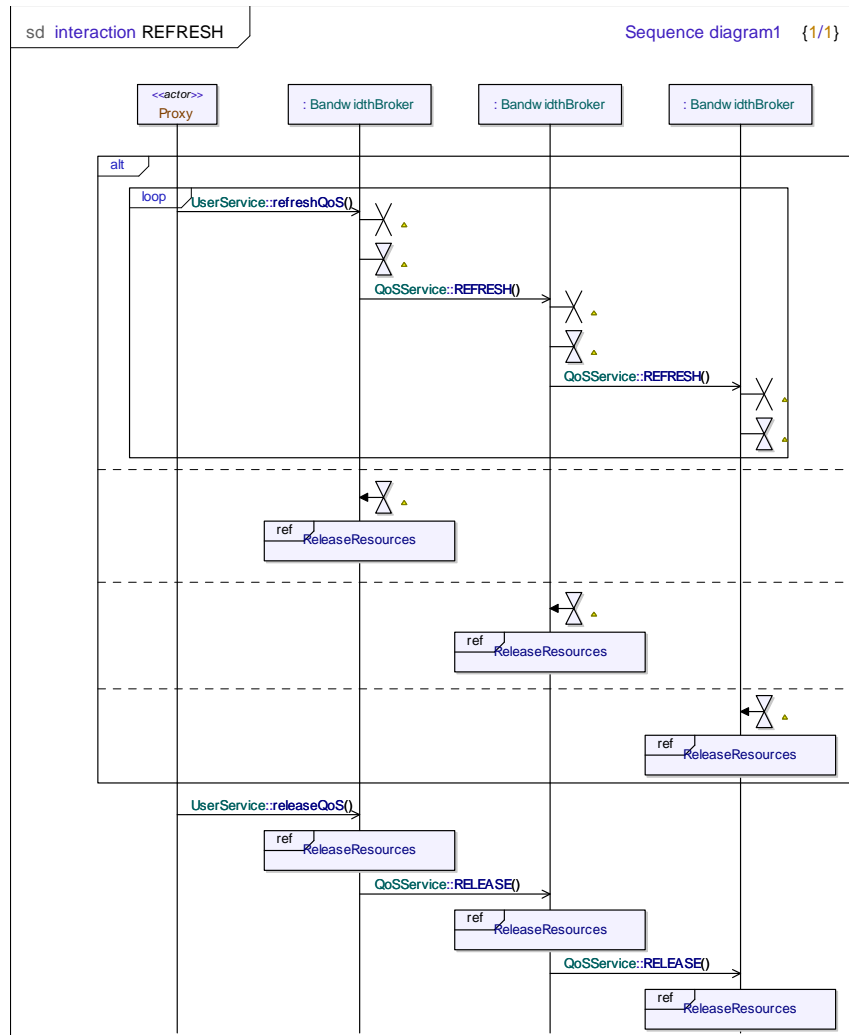 sd interaction REFRESH
Sequence diagram1 {1/1}
<<actor>>
Proxy
: BandwidthBroker
: BandwidthBroker
: BandwidthBroker
alt
loop
UserService::refreshQoS()
QoSService::REFRESH()
QoSService::REFRESH()
ref
ReleaseResources
ref
ReleaseResources
ref
ReleaseResources
UserService::releaseQoS()
ref
ReleaseResources
QoSService::RELEASE()
ref
ReleaseResources
QoSService::RELEASE()
ref
ReleaseResources